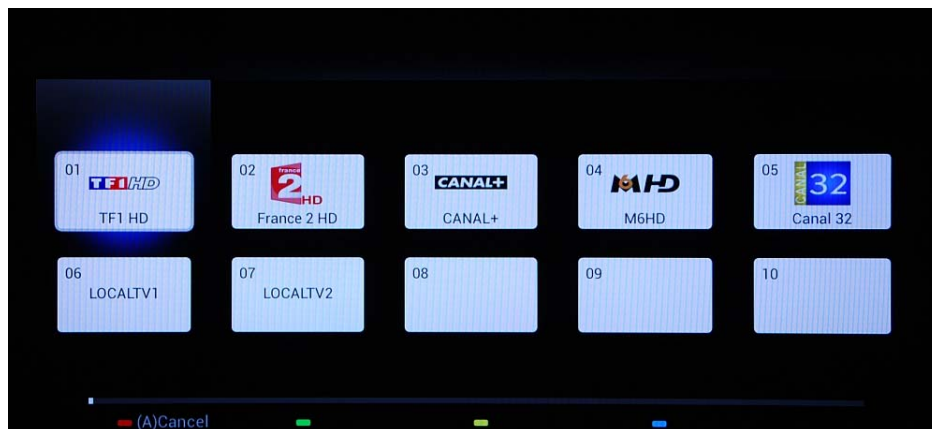 01
TF1 HD
TF1 HD
02
france
2
HD
France 2 HD
03
CANAL+
CANAL+
04
M6 HD
M6HD
05
CANAL
32
Canal 32
06
LOCALTV1
07
LOCALTV2
08
09
10
(A)Cancel